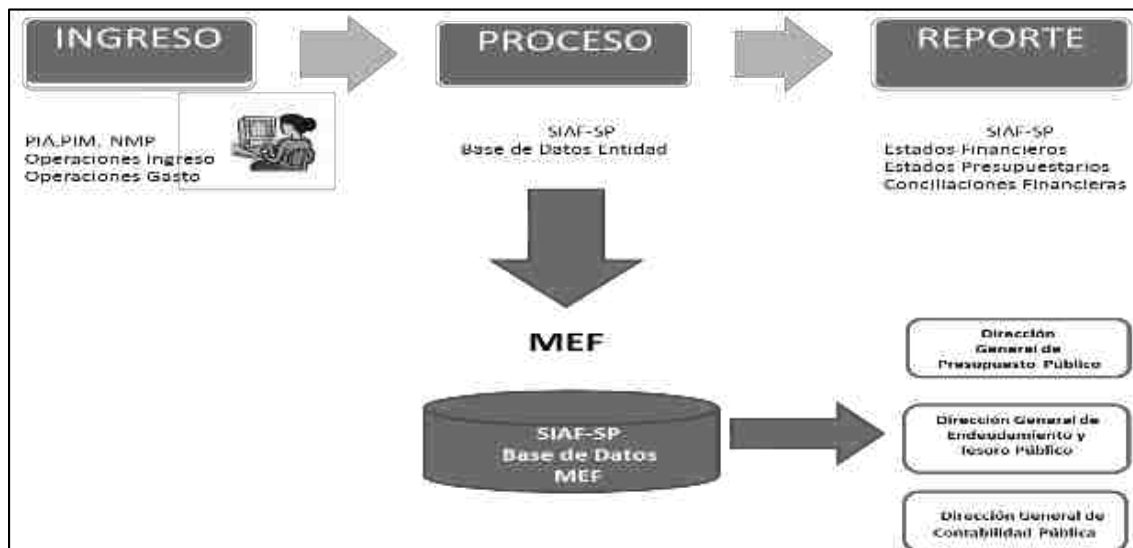 INGRESO
PROCESO
REPORTE
PIA,PIM, NMP
Operaciones Ingreso
Operaciones Gasto
SIAF-SP
Base de Datos Entidad
SIAF-SP
Estados Financieros
Estados Presupuestarios
Conciliaciones Financieras
MEF
SIAF-SP
Base de Datos
MEF
Dirección
General de
Presupuesto Público
Dirección General de
Endeudamiento y
Tesoro Público
Dirección General de
Contabilidad Pública